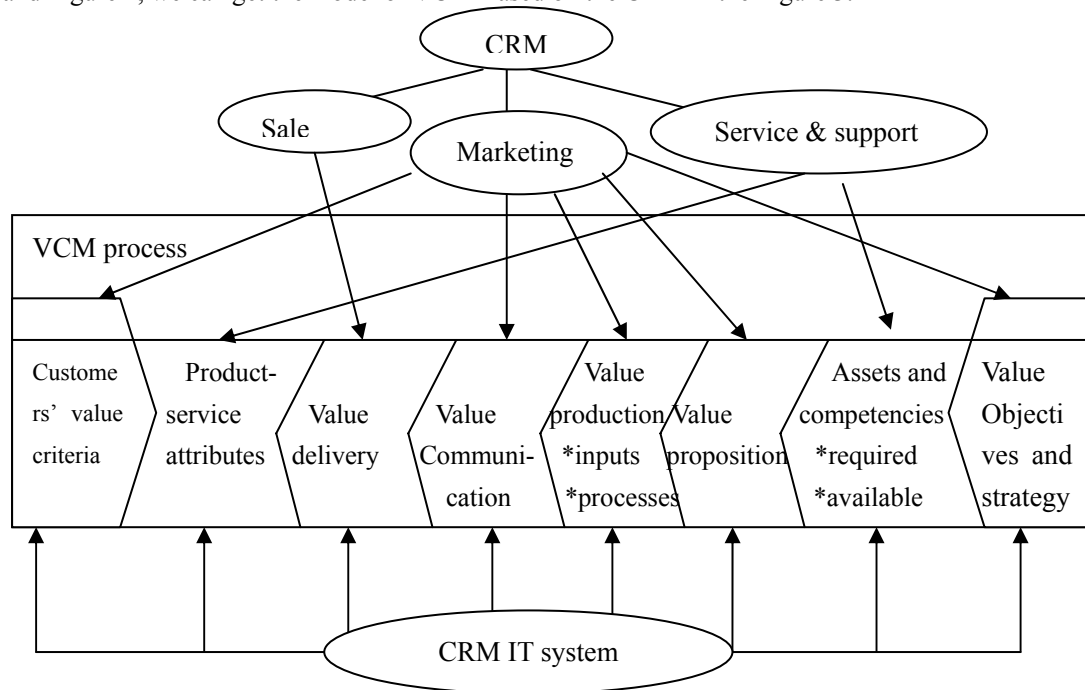 and Figure we can get the model of VCM based on the CRM in the Figure
CRM
Sale
Marketing
Service & support
VCM process
Custome
rs' value
criteria
Product-
service
attributes
Value
delivery
Value
Communi-
cation
Value
production
*inputs
*processes
Value
proposition
Assets and
competencies
*required
*available
Value
Objecti
ves and
strategy
CRM IT system